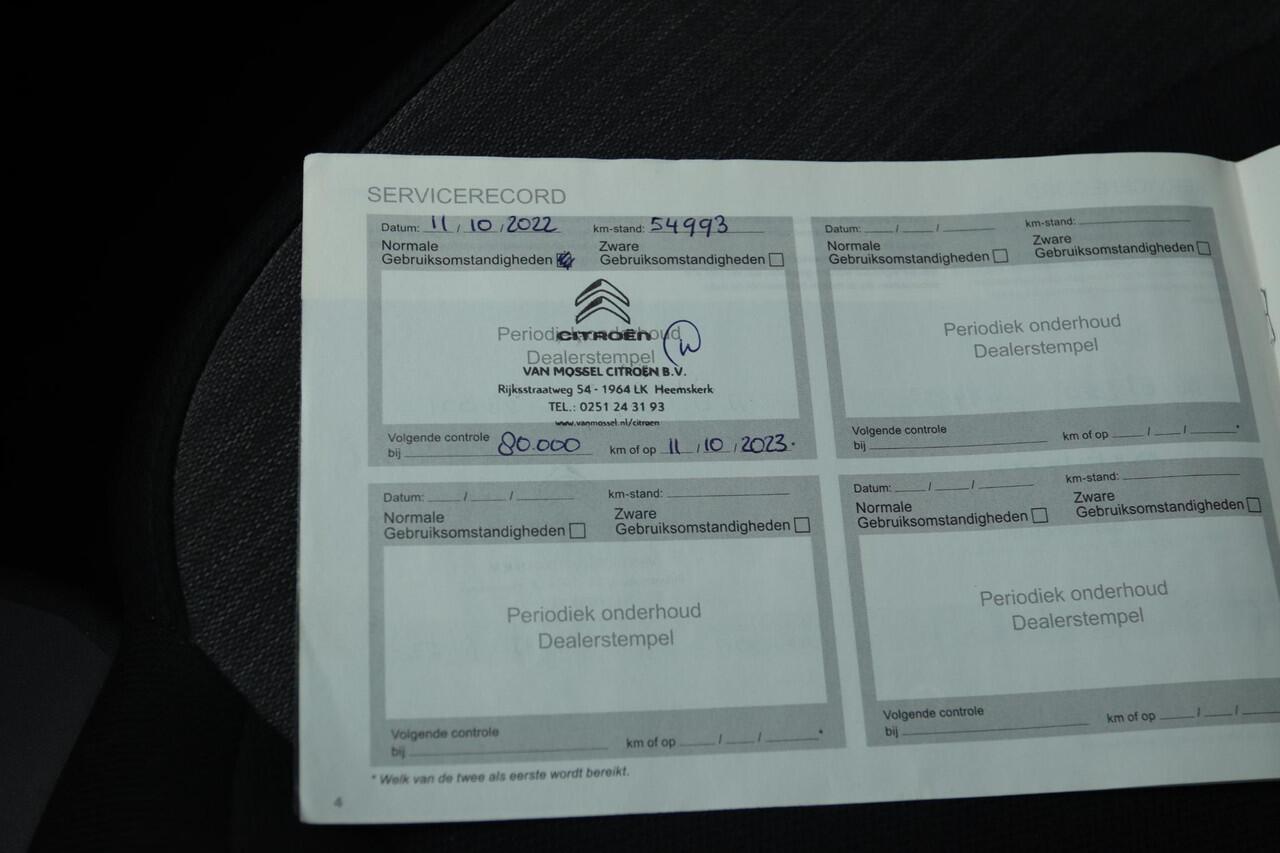 SERVICERECORD
Datum: 11 / 10 / 2022 km-stand: 54993
Normale Gebruiksomstandigheden Zware Gebruiksomstandigheden
Periodiek onderhoud
Dealerstempel
CITROËN
VAN MOSSEL CITROËN B.V.
Rijksstraatweg 54 - 1964 LK Heemskerk
TEL.: 0251 24 31 93
www.vanmossel.nl/citroen
Volgende controle
bij 80.000 km of op 11 / 10 / 2023 *
Datum: / / km-stand:
Normale Gebruiksomstandigheden Zware Gebruiksomstandigheden
Periodiek onderhoud
Dealerstempel
Volgende controle
bij km of op / / *
Datum: / / km-stand:
Normale Gebruiksomstandigheden Zware Gebruiksomstandigheden
Periodiek onderhoud
Dealerstempel
Volgende controle
bij km of op / / *
Datum: / / km-stand:
Normale Gebruiksomstandigheden Zware Gebruiksomstandigheden
Periodiek onderhoud
Dealerstempel
Volgende controle
bij km of op / /
* Welk van de twee als eerste wordt bereikt.
4